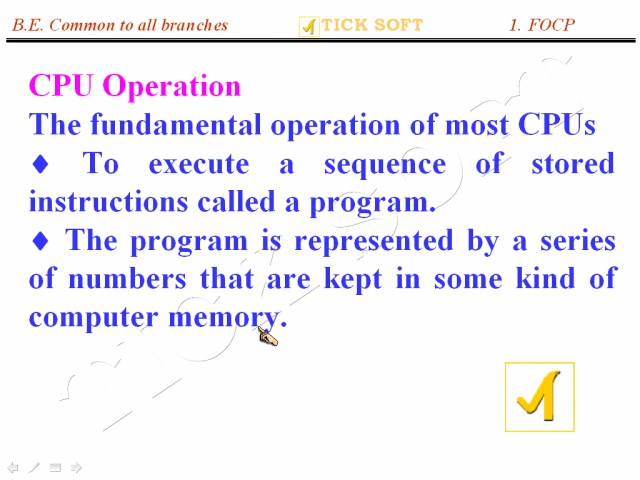 B.E. Common to all branches TICK SOFT 1. FOCP
CPU Operation
The fundamental operation of most CPUs
♦ To execute a sequence of stored
instructions called a program.
♦ The program is represented by a series
of numbers that are kept in some kind of
computer memory.